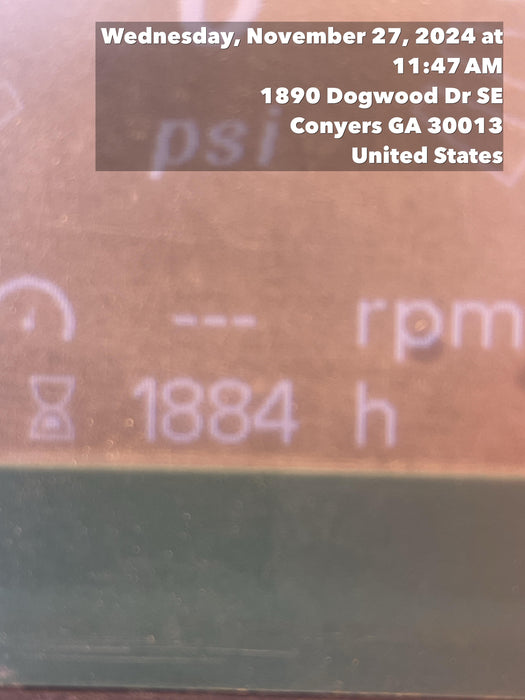 Wednesday, November 27, 2024 at
11:47 AM
1890 Dogwood Dr SE
Conyers GA 30013
United States
psi
--- rpm
1884 h